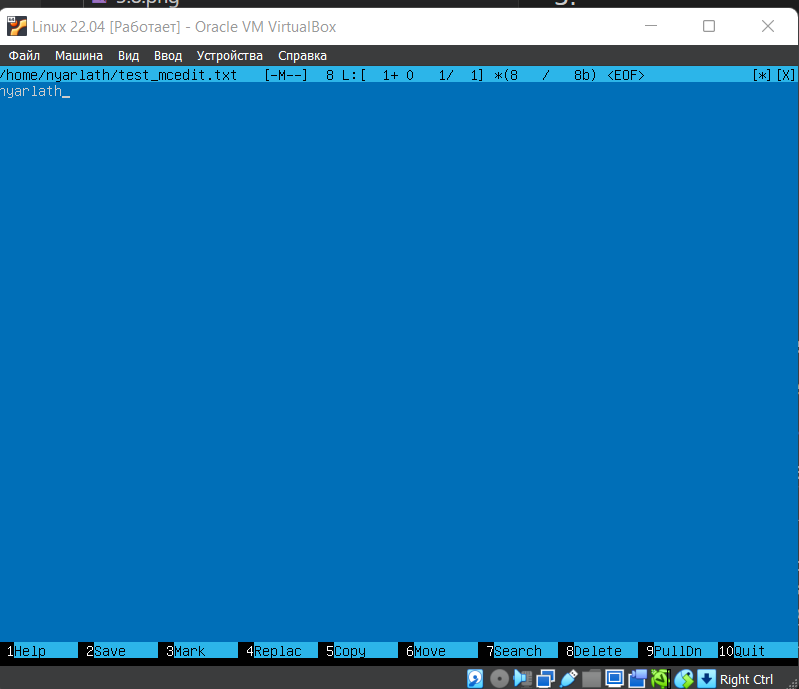 Linux 22.04 [Работает] - Oracle VM VirtualBox
Файл Машина Вид Ввод Устройства Справка
/home/nyarlath/test_mcedit.txt [-M--] 8 L:[ 1+ 0 1/ 1] *(8 / 8b) <EOF> [*][X]
nyarlath_
1Help 2Save 3Mark 4Replac 5Copy 6Move 7Search 8Delete 9PullDn 10Quit
Right Ctrl